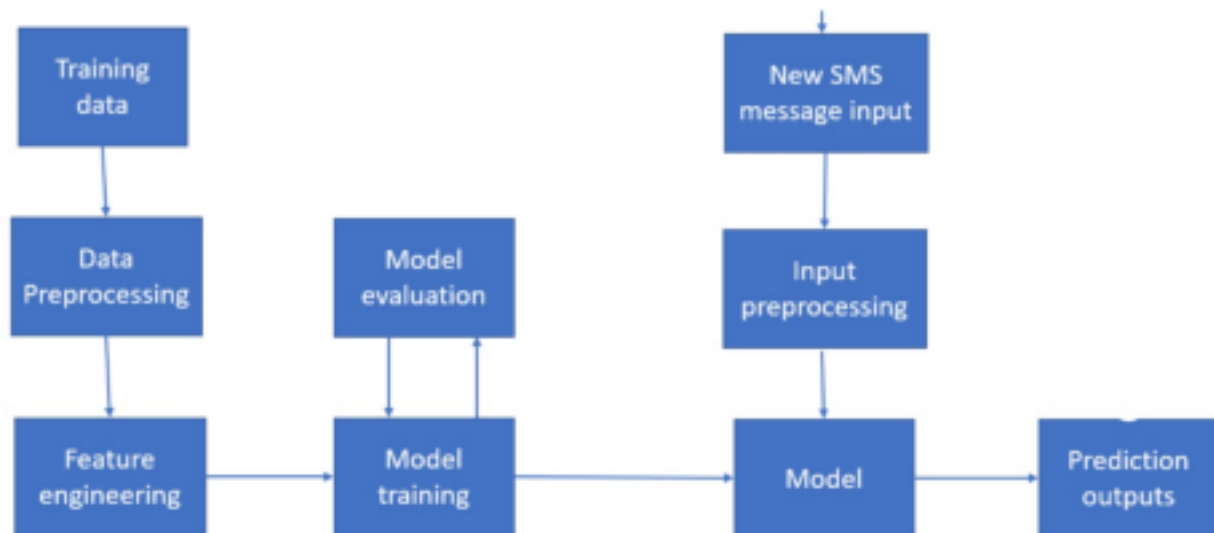 Training
data
New SMS
message input
Data
Preprocessing
Model
evaluation
Input
preprocessing
Feature
engineering
Model
training
Model
Prediction
outputs